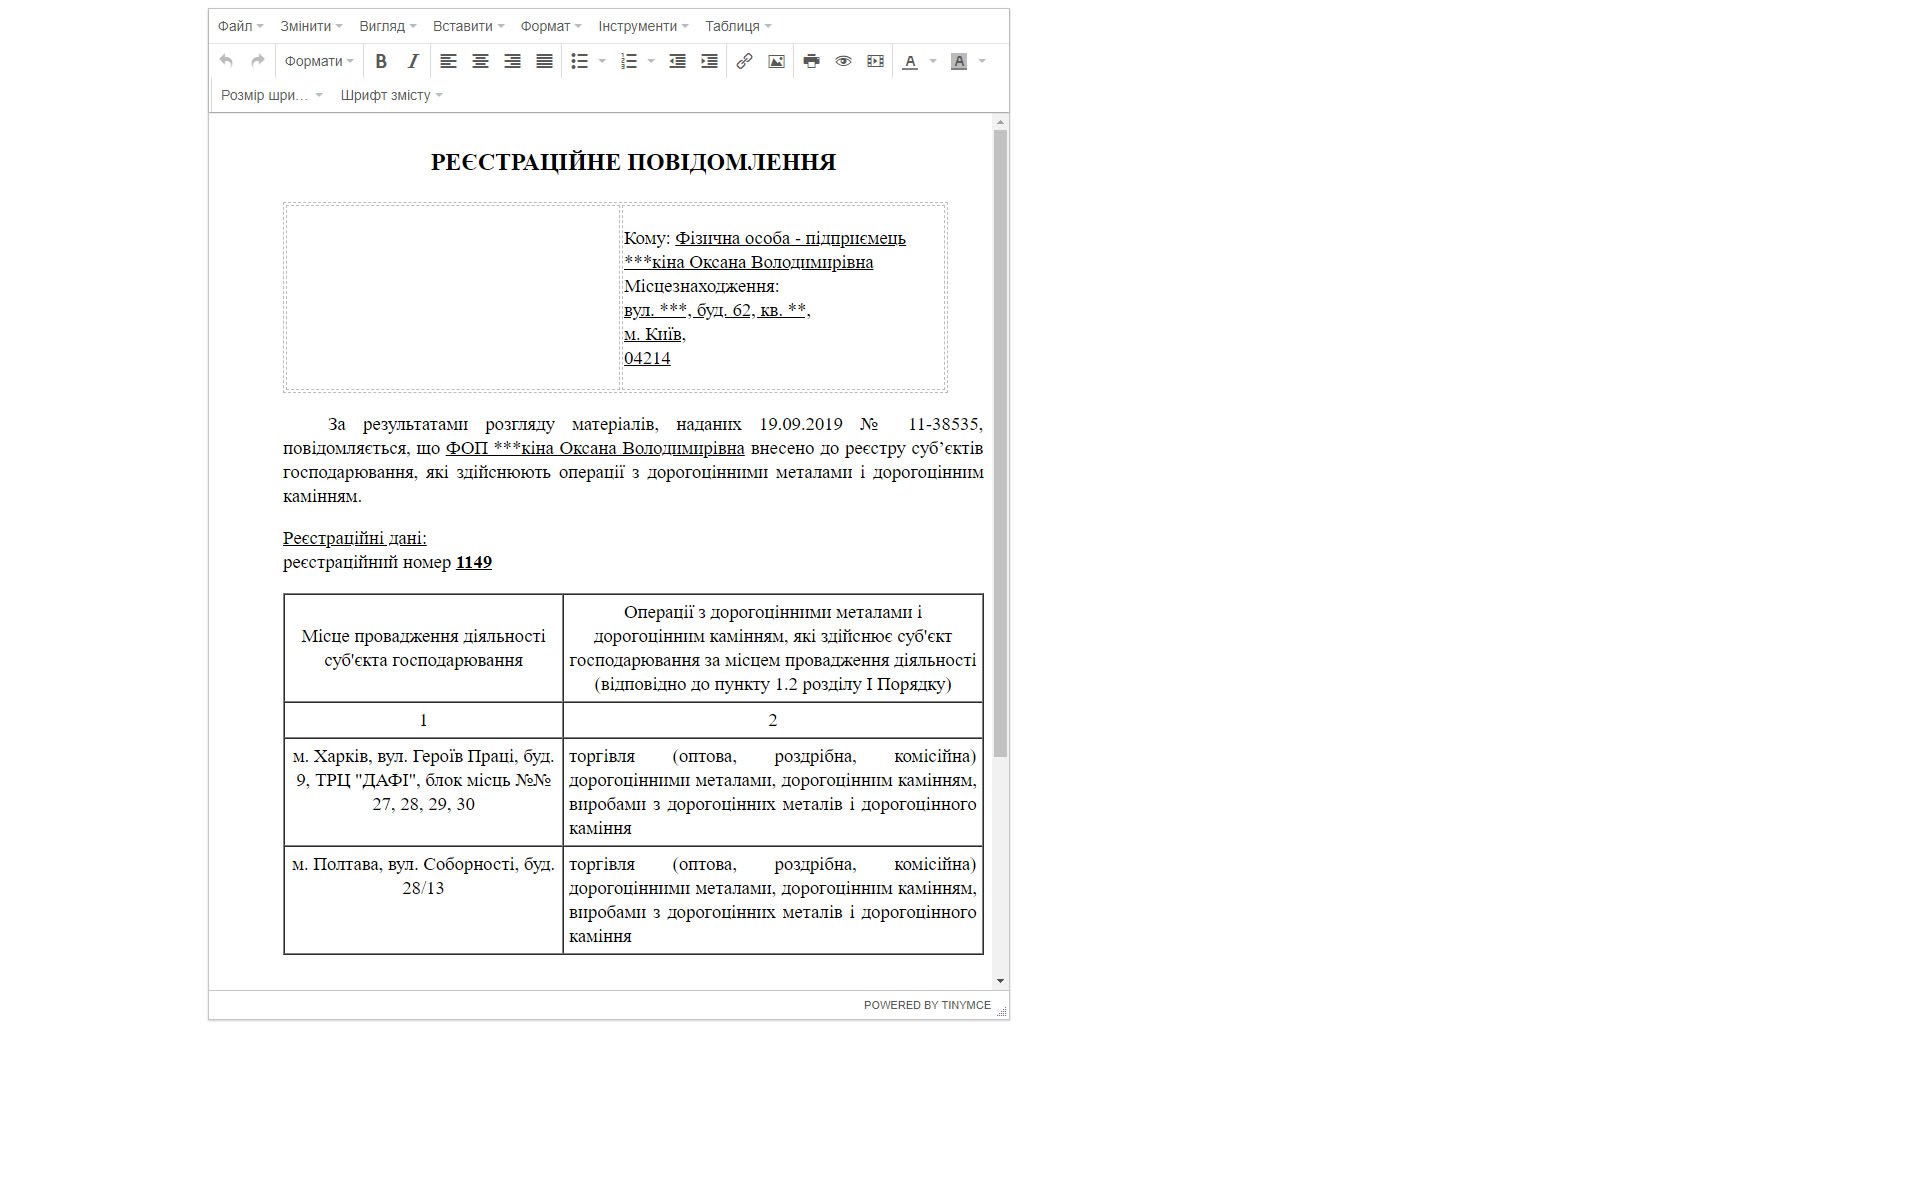 Файл Змінити Вигляд Вставити Формат Інструменти Таблиця
Формати B I A A
Розмір шри... Шрифт змісту
РЕЄСТРАЦІЙНЕ ПОВІДОМЛЕННЯ
Кому: Фізична особа - підприємець
***кіна Оксана Володимирівна
Місцезнаходження:
вул. ***, буд. 62, кв. **,
м. Київ,
04214
За результатами розгляду матеріалів, наданих 19.09.2019 № 11-38535,
повідомляється, що ФОП ***кіна Оксана Володимирівна внесено до реєстру суб’єктів
господарювання, які здійснюють операції з дорогоцінними металами і дорогоцінним
камінням.
Реєстраційні дані:
реєстраційний номер 1149
Місце провадження діяльності
суб'єкта господарювання
Операції з дорогоцінними металами і
дорогоцінним камінням, які здійснює суб'єкт
господарювання за місцем провадження діяльності
(відповідно до пункту 1.2 розділу І Порядку)
1
2
м. Харків, вул. Героїв Праці, буд.
9, ТРЦ "ДАФІ", блок місць №№
27, 28, 29, 30
торгівля (оптова, роздрібна, комісійна)
дорогоцінними металами, дорогоцінним камінням,
виробами з дорогоцінних металів і дорогоцінного
каміння
м. Полтава, вул. Соборності, буд.
28/13
торгівля (оптова, роздрібна, комісійна)
дорогоцінними металами, дорогоцінним камінням,
виробами з дорогоцінних металів і дорогоцінного
каміння
POWERED BY TINYMCE